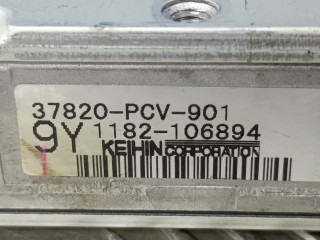 37820-PCV-901
9Y 1182-106894
KEIHIN CORPORATION